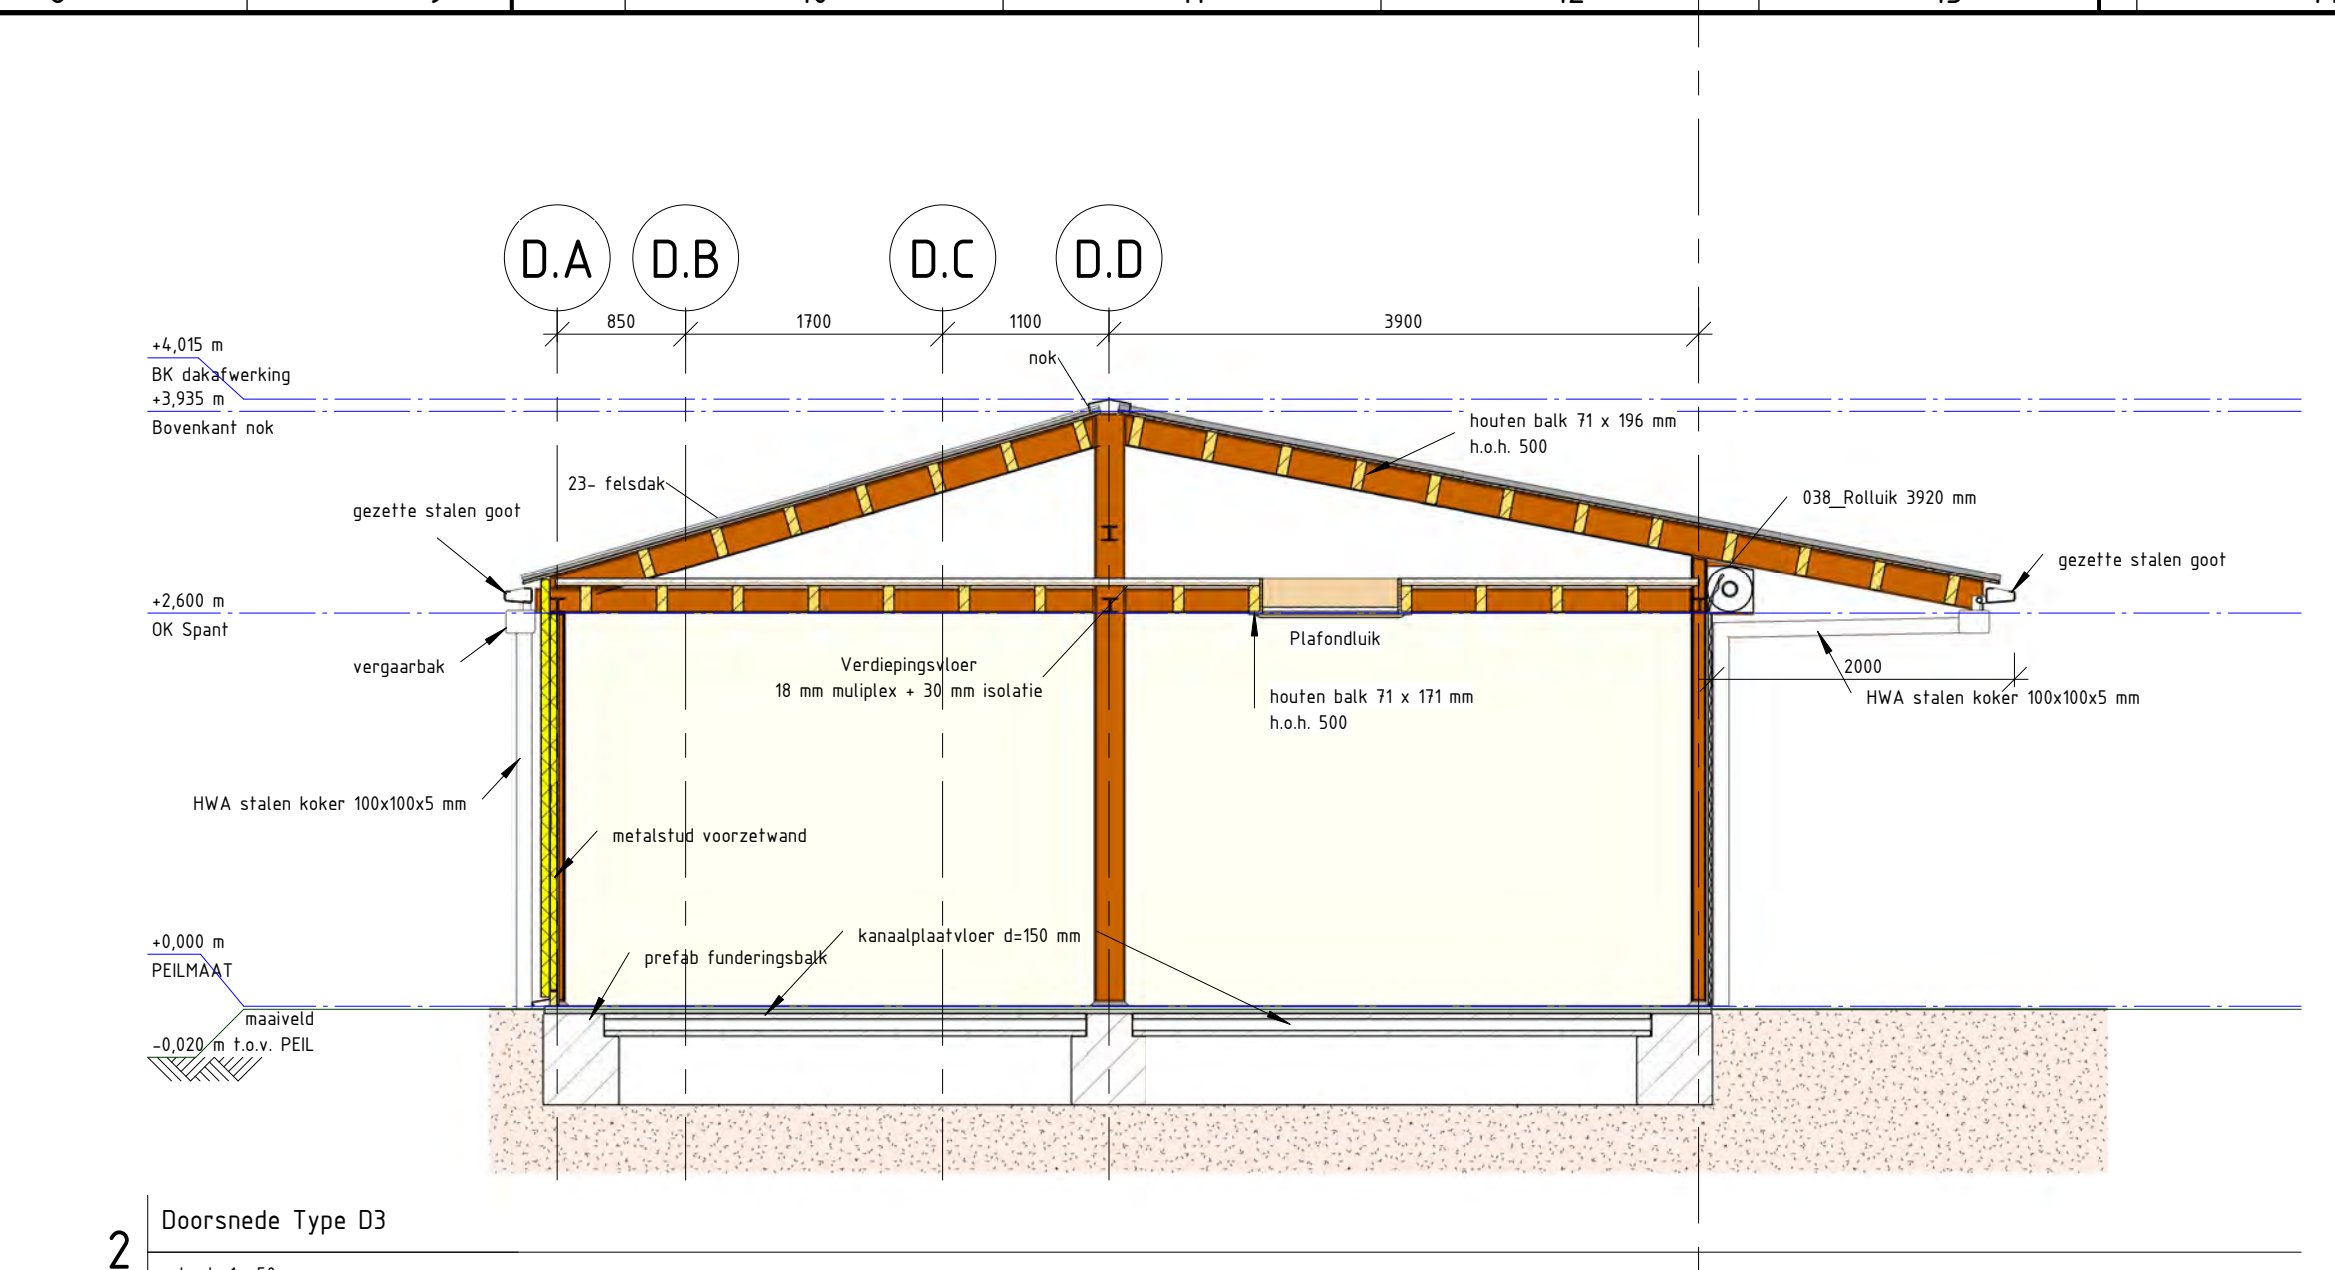 D.A D.B D.C D.D
850 1700 1100 3900
+4,015 m
BK dakafwerking
+3,935 m
Bovenkant nok
nok
houten balk 71 x 196 mm
h.o.h. 500
23- felsdak
gezette stalen goot
038_Rolluik 3920 mm
gezette stalen goot
+2,600 m
OK Spant
vergaarbak
Plafondluik
Verdiepingsvloer
18 mm muliplex + 30 mm isolatie
houten balk 71 x 171 mm
h.o.h. 500
2000
HWA stalen koker 100x100x5 mm
HWA stalen koker 100x100x5 mm
metalstud voorzetwand
kanaalplaatvloer d=150 mm
prefab funderingsbalk
+0,000 m
PEILMAAT
maaiveld
-0,020 m t.o.v. PEIL
2
Doorsnede Type D3